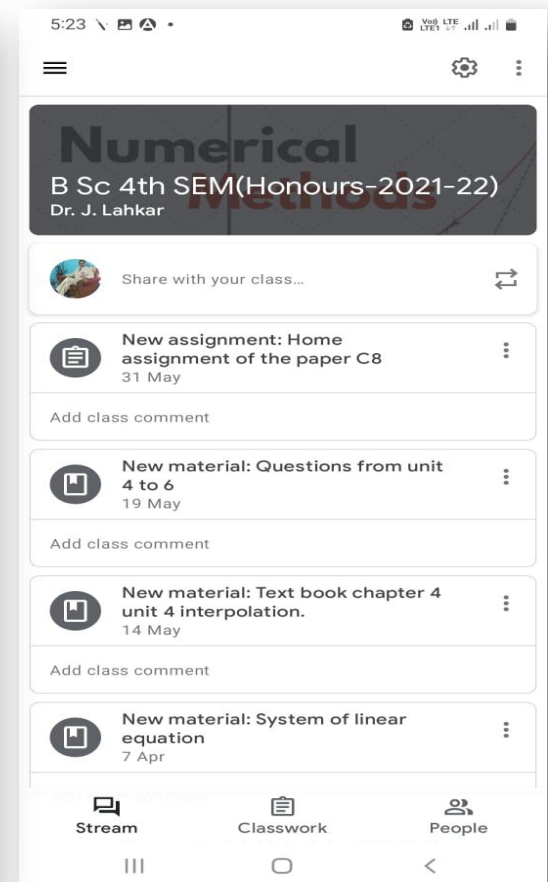 5:23
Vo)) LTE
LTE1
Numerical
Methods
B Sc 4th SEM(Honours-2021-22)
Dr. J. Lahkar
Share with your class...
New assignment: Home
assignment of the paper C8
31 May
Add class comment
New material: Questions from unit
4 to 6
19 May
Add class comment
New material: Text book chapter 4
unit 4 interpolation.
14 May
Add class comment
New material: System of linear
equation
7 Apr
Stream
Classwork
People